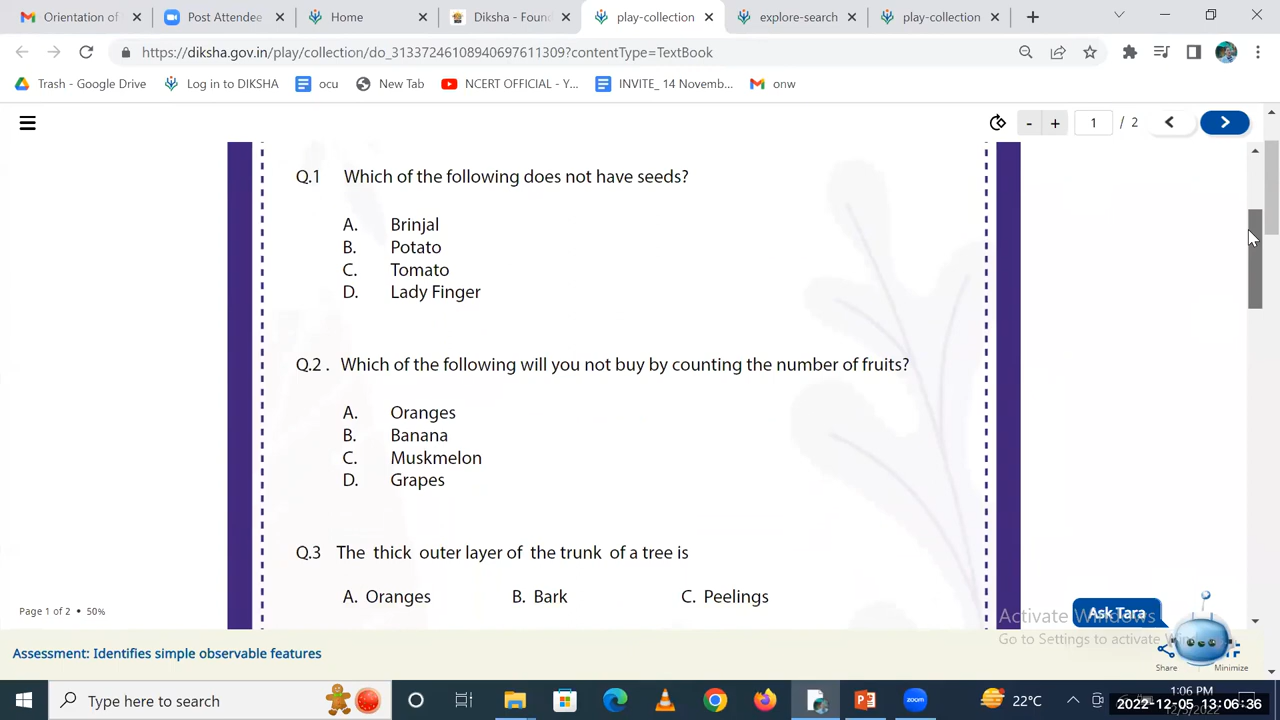 Orientation of
Post Attendee
Home
Diksha - Foun
play-collection
explore-search
play-collection
https://diksha.gov.in/play/collection/do_31337246108940697611309?contentType=TextBook
Trash - Google Drive
Log in to DIKSHA
ocu
New Tab
NCERT OFFICIAL - Y...
INVITE_ 14 Novemb...
onw
- + 1 / 2
Q.1 Which of the following does not have seeds?
A. Brinjal
B. Potato
C. Tomato
D. Lady Finger
Q.2 . Which of the following will you not buy by counting the number of fruits?
A. Oranges
B. Banana
C. Muskmelon
D. Grapes
Q.3 The thick outer layer of the trunk of a tree is
A. Oranges B. Bark C. Peelings
Page 1 of 2 • 50%
Ask Tara
Activate Windows
Go to Settings to activate
Assessment: Identifies simple observable features
Share
Minimize
Type here to search
zoom
22°C
1:06 PM
2022-12-05 13:06:36